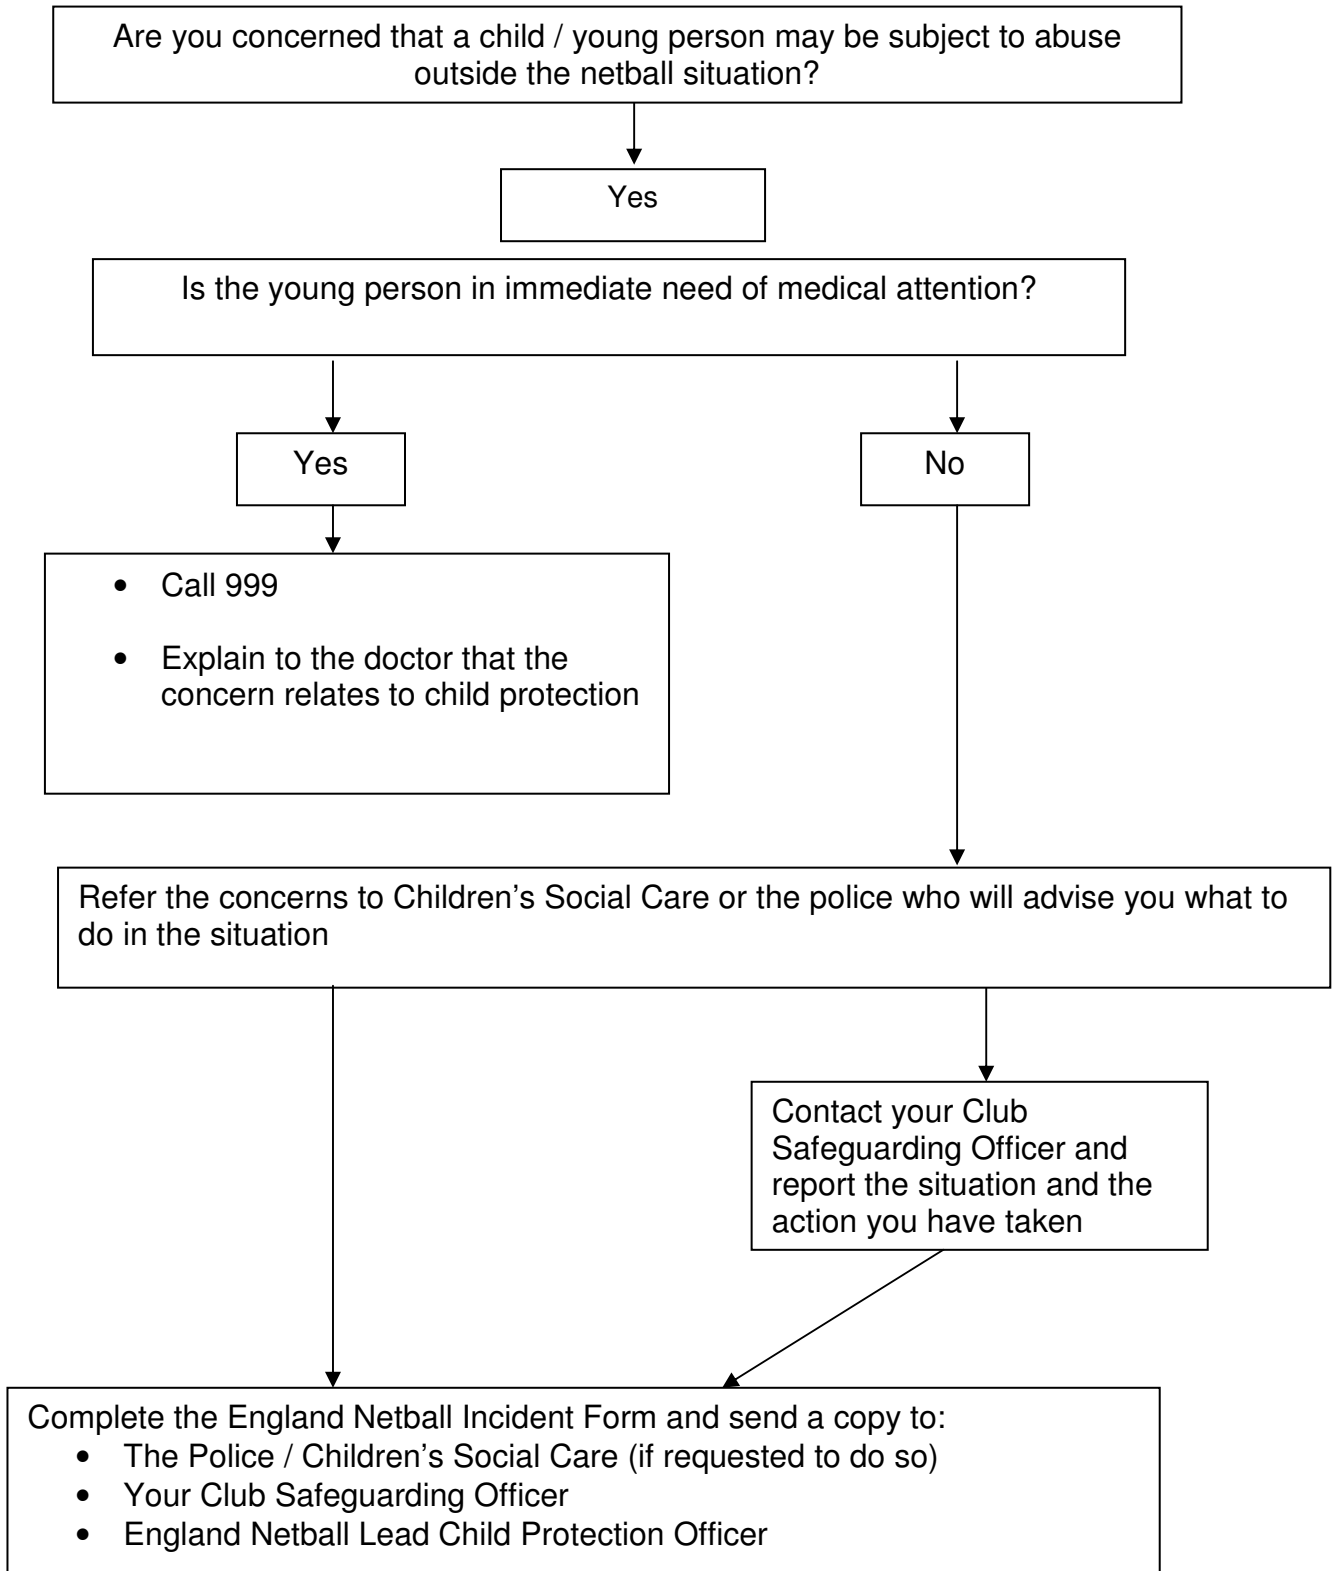 Are you concerned that a child / young person may be subject to abuse
outside the netball situation?
Yes
Is the young person in immediate need of medical attention?
Yes
No
• Call 999
• Explain to the doctor that the
concern relates to child protection
Refer the concerns to Children’s Social Care or the police who will advise you what to
do in the situation
Contact your Club
Safeguarding Officer and
report the situation and the
action you have taken
Complete the England Netball Incident Form and send a copy to:
• The Police / Children’s Social Care (if requested to do so)
• Your Club Safeguarding Officer
• England Netball Lead Child Protection Officer